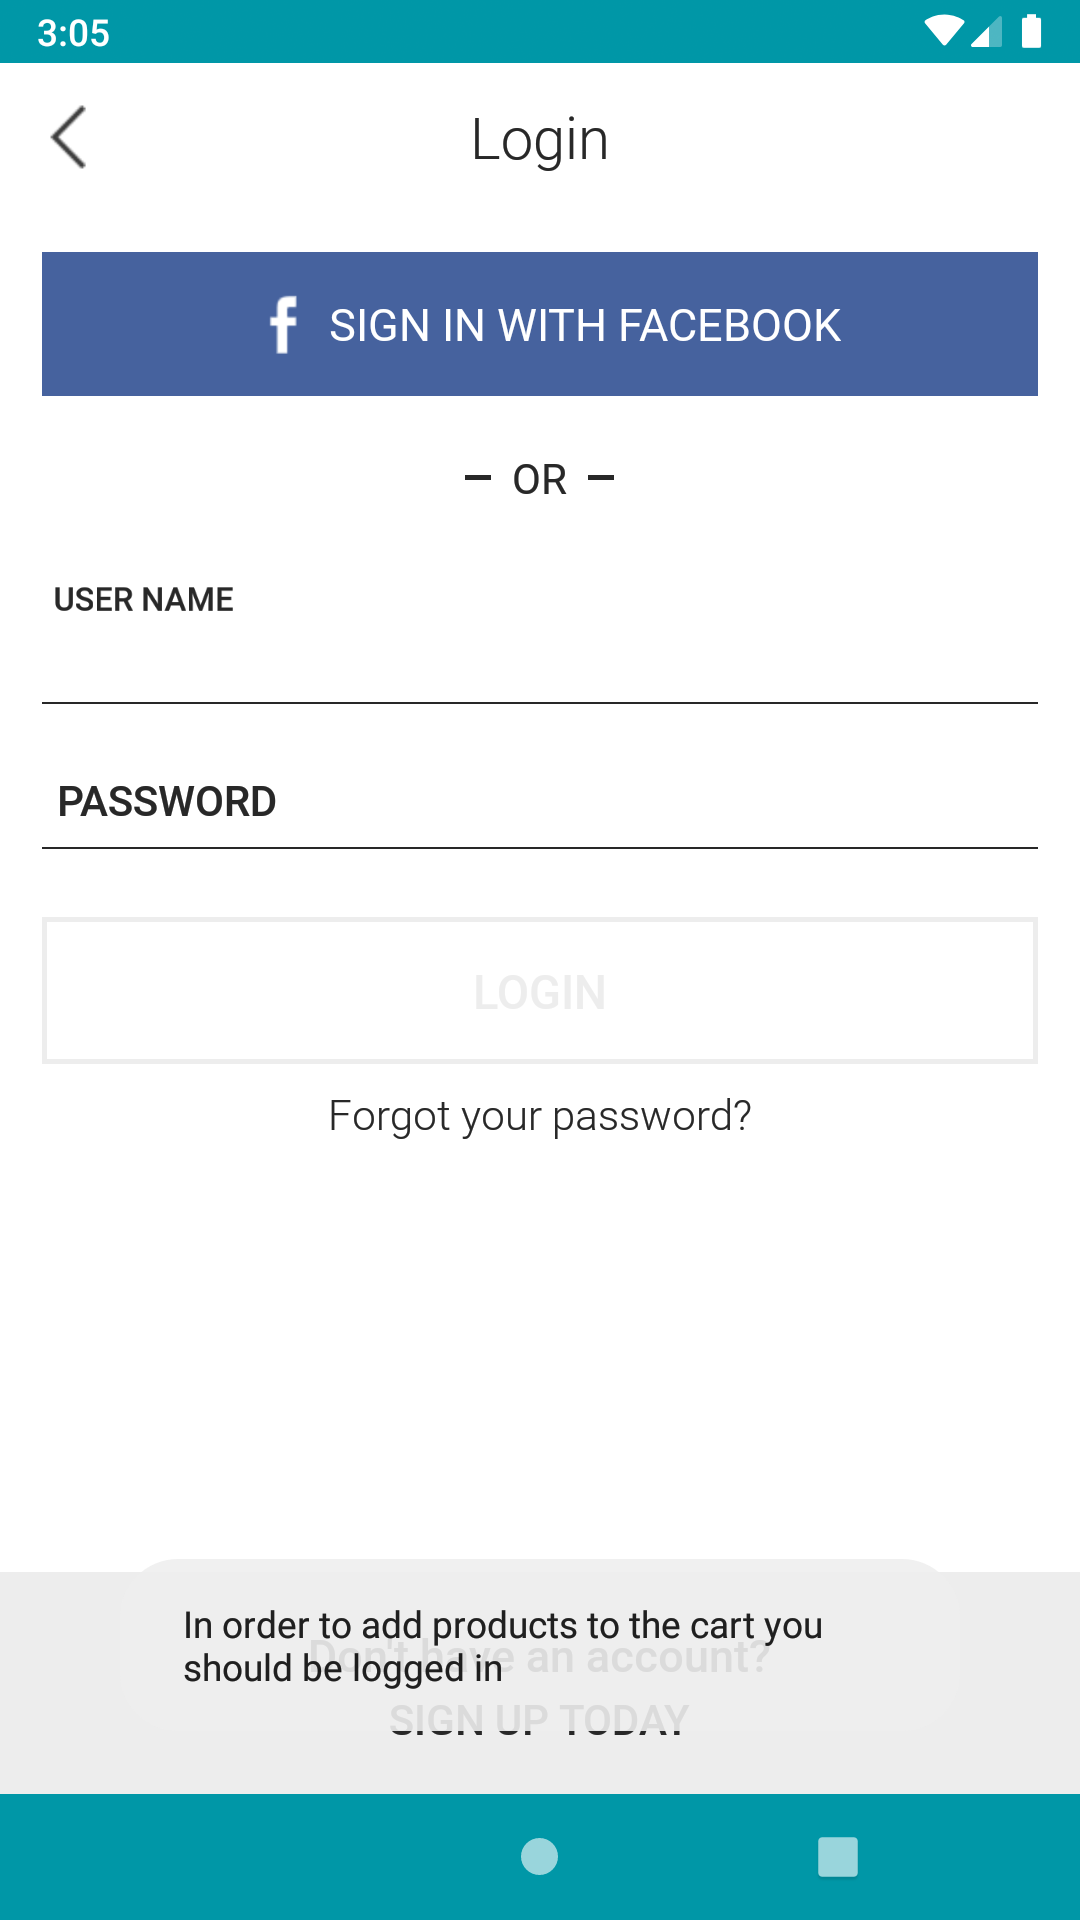 3:05
Login
f SIGN IN WITH FACEBOOK
– OR –
USER NAME
PASSWORD
LOGIN
Forgot your password?
In order to add products to the cart you
should be logged in
Don't have an account?
SIGN UP TODAY